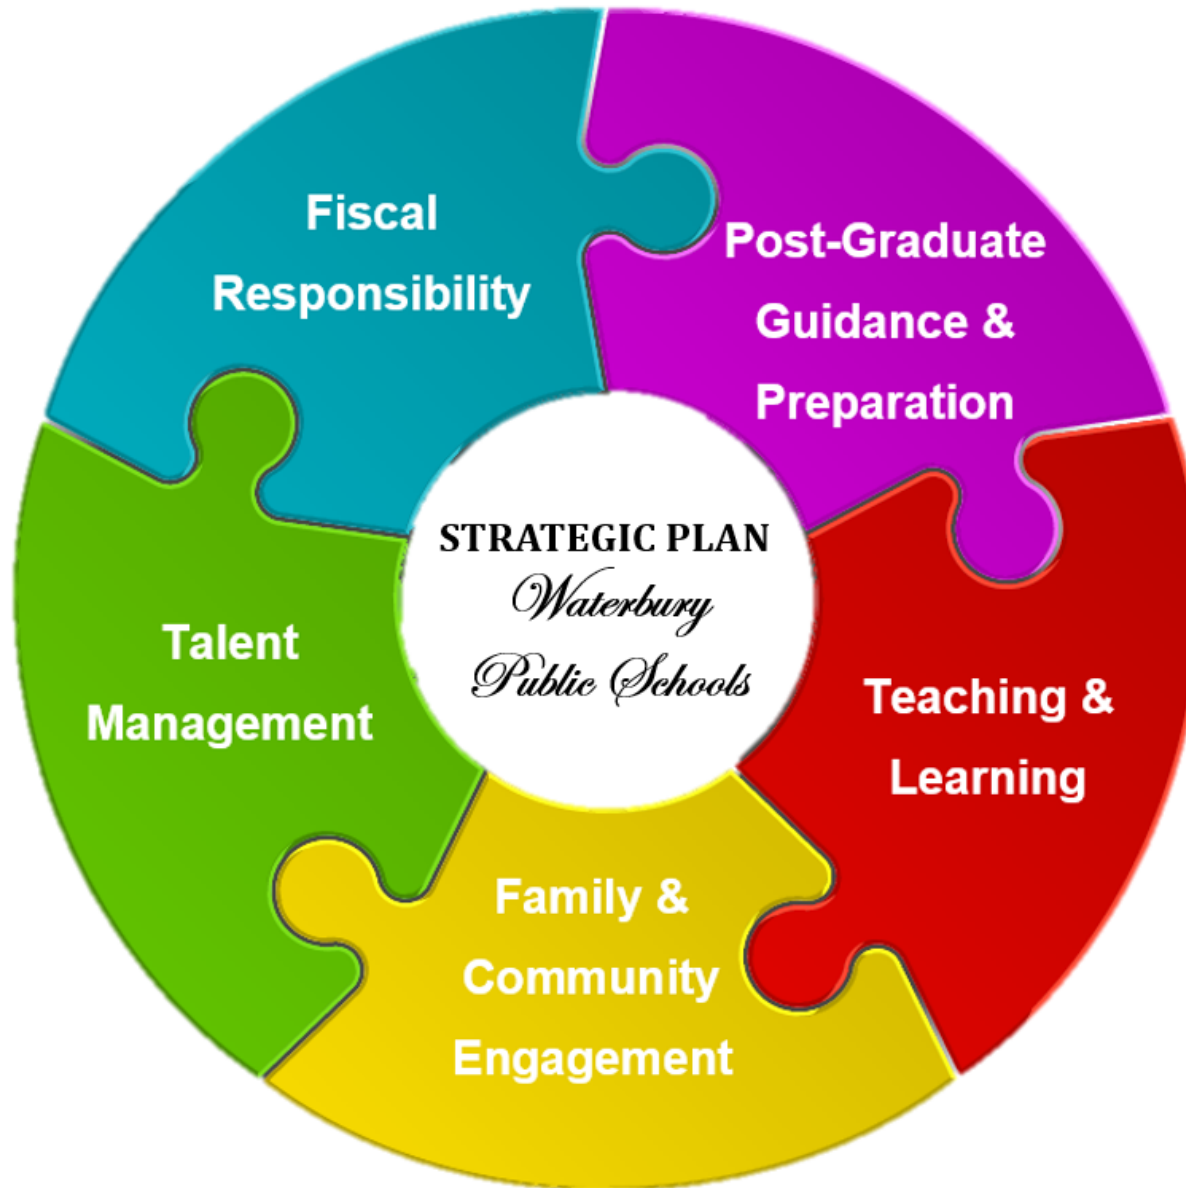 Fiscal
Responsibility
Post-Graduate
Guidance &
Preparation
STRATEGIC PLAN
Waterbury
Public Schools
Talent
Management
Teaching &
Learning
Family &
Community
Engagement